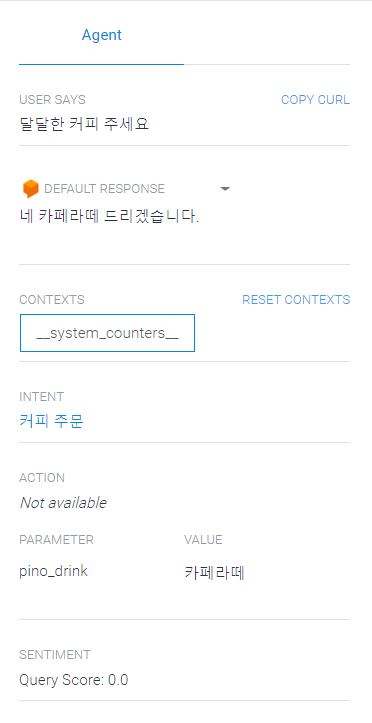 Agent
USER SAYS COPY CURL
달달한 커피 주세요
DEFAULT RESPONSE
네 카페라떼 드리겠습니다.
CONTEXTS RESET CONTEXTS
__system_counters__
INTENT
커피 주문
ACTION
Not available
PARAMETER VALUE
pino_drink 카페라떼
SENTIMENT
Query Score: 0.0